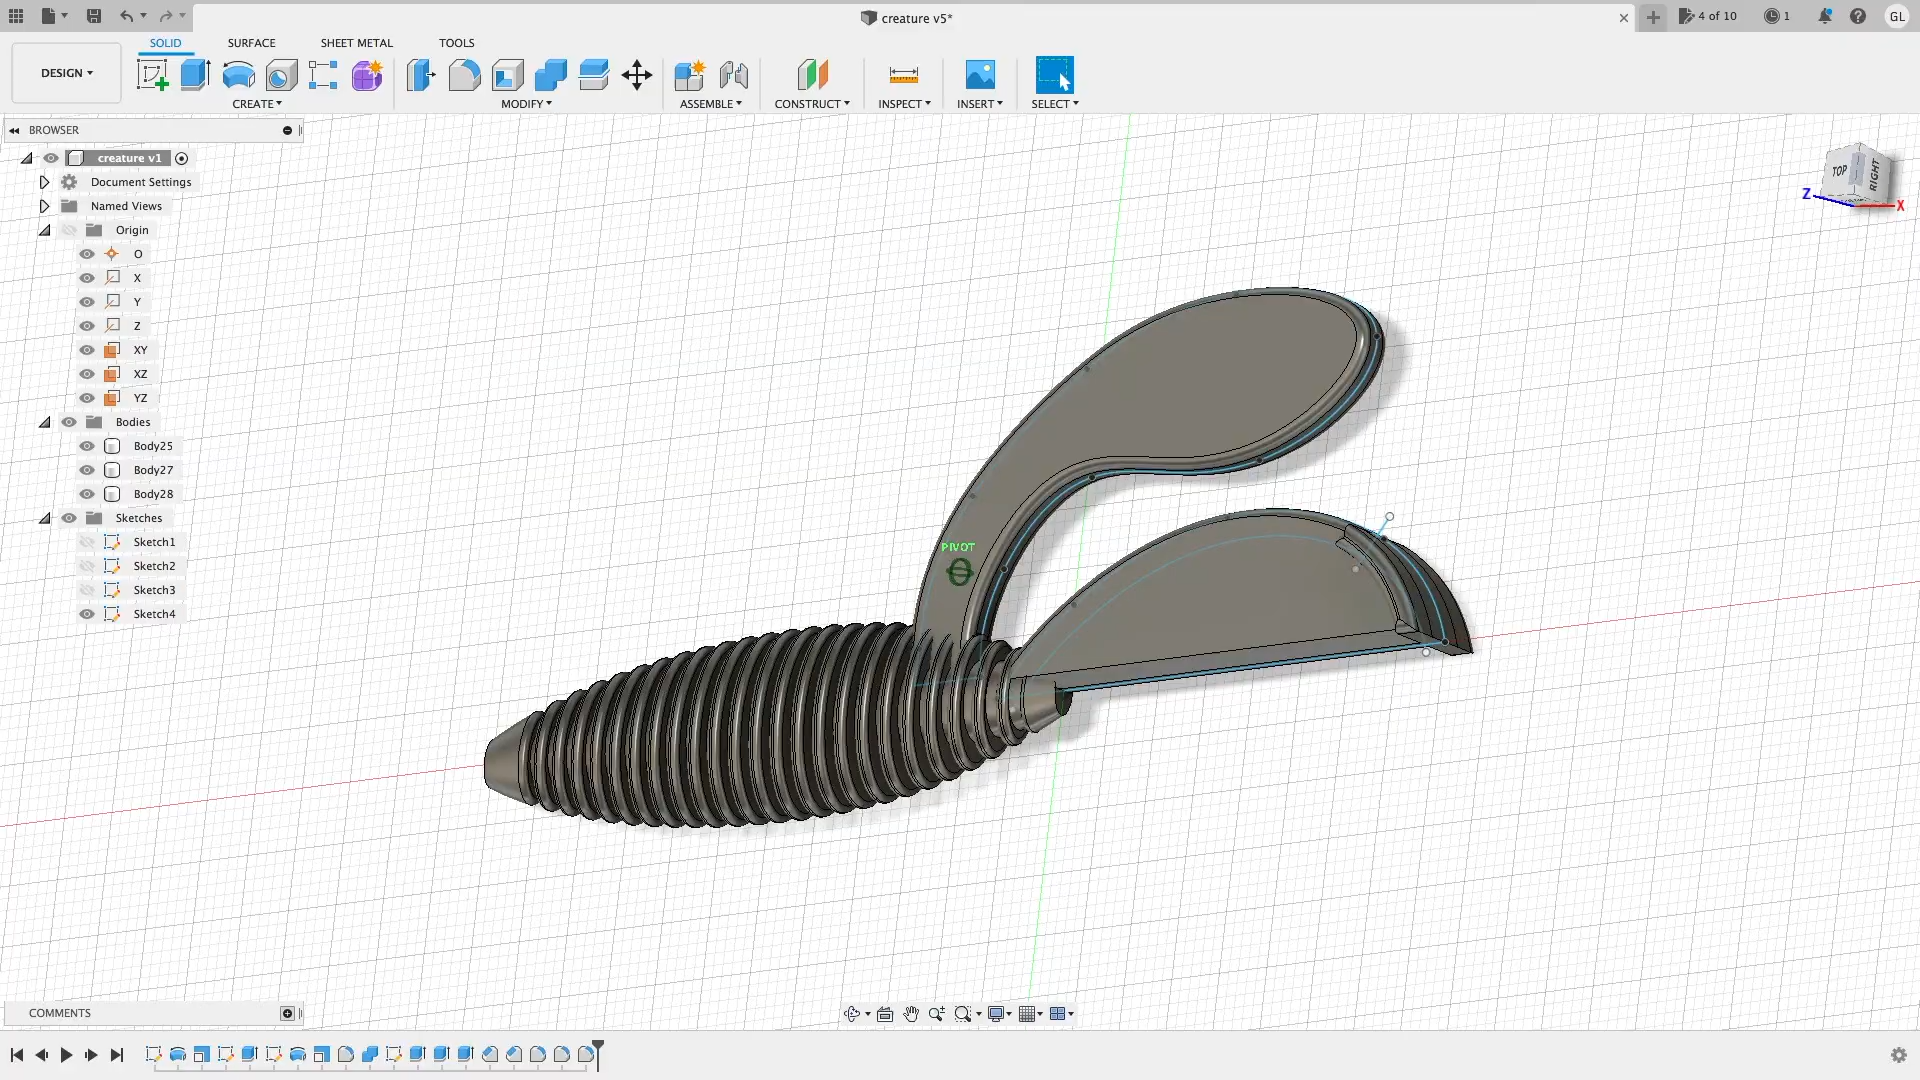 creature v5*
4 of 10
1
GL
DESIGN
SOLID
SURFACE
SHEET METAL
TOOLS
CREATE
MODIFY
ASSEMBLE
CONSTRUCT
INSPECT
INSERT
SELECT
BROWSER
creature v1
Document Settings
Named Views
Origin
O
X
Y
Z
XY
XZ
YZ
Bodies
Body25
Body27
Body28
Sketches
Sketch1
Sketch2
Sketch3
Sketch4
TOP
RIGHT
Z
X
PIVOT
COMMENTS